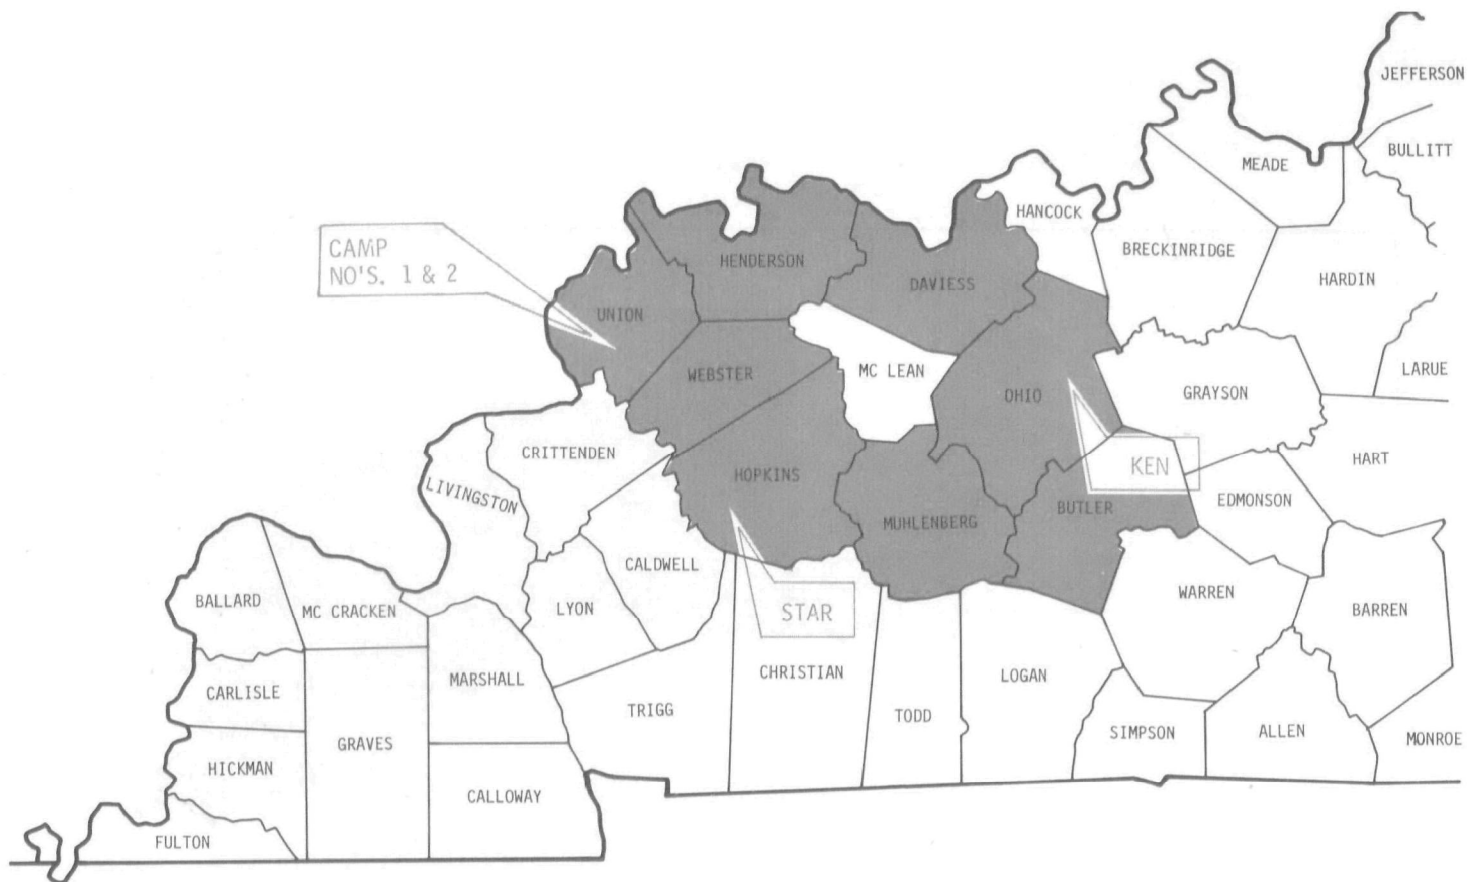 JEFFERSON
BULLITT
MEADE
HANCOCK
BRECKINRIDGE
HARDIN
CAMP
NO'S. 1 & 2
HENDERSON
DAVIESS
UNION
WEBSTER
MC LEAN
OHIO
GRAYSON
LARUE
CRITTENDEN
HOPKINS
KEN
HART
LIVINGSTON
MUHLENBERG
BUTLER
EDMONSON
CALDWELL
BALLARD
MC CRACKEN
LYON
STAR
WARREN
BARREN
CARLISLE
MARSHALL
CHRISTIAN
LOGAN
TRIGG
TODD
SIMPSON
ALLEN
MONROE
GRAVES
HICKMAN
CALLOWAY
FULTON